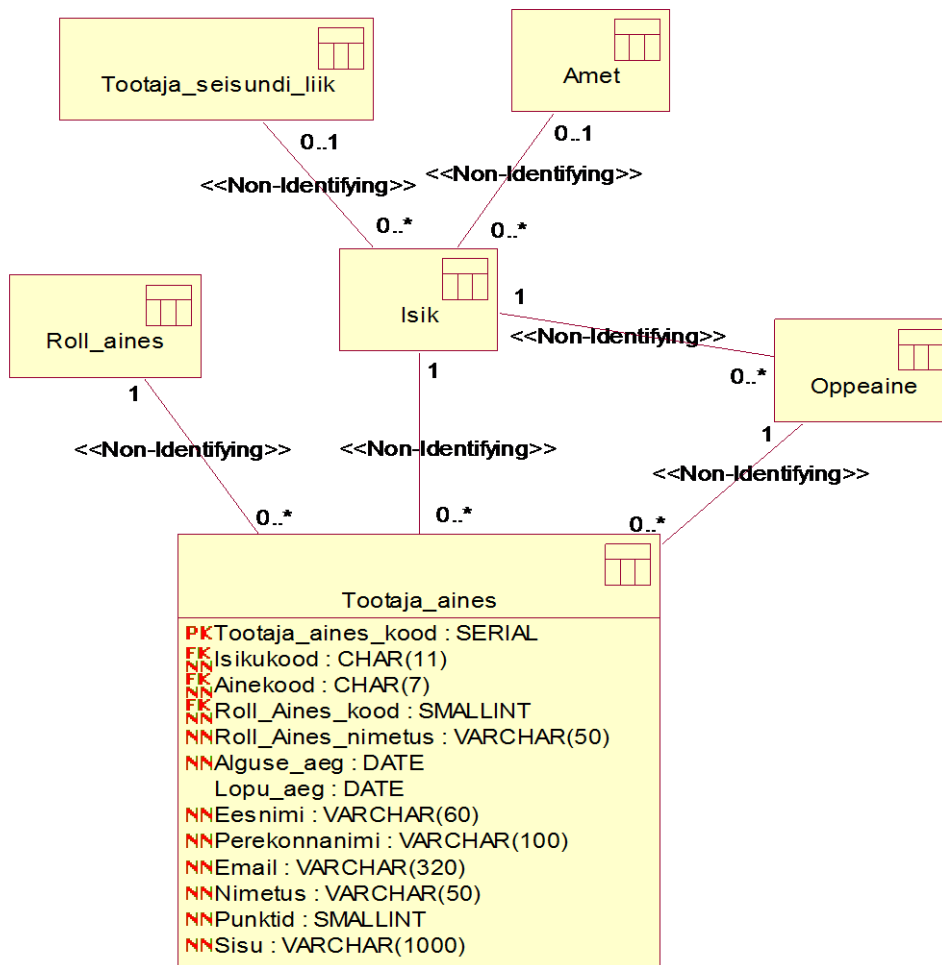 Tootaja_seisundi_liik
Amet
0..1
0..1
<<Non-Identifying>>
<<Non-Identifying>>
0..*
0..*
Isik
Roll_aines
1
<<Non-Identifying>>
0..*
Oppeaine
1
1
1
<<Non-Identifying>>
<<Non-Identifying>>
<<Non-Identifying>>
0..*
0..*
0..*
Tootaja_aines
PK Tootaja_aines_kood : SERIAL
FK NN Isikukood : CHAR(11)
FK NN Ainekood : CHAR(7)
FK NN Roll_Aines_kood : SMALLINT
NN Roll_Aines_nimetus : VARCHAR(50)
NN Alguse_aeg : DATE
Lopu_aeg : DATE
NN Eesnimi : VARCHAR(60)
NN Perekonnanimi : VARCHAR(100)
NN Email : VARCHAR(320)
NN Nimetus : VARCHAR(50)
NN Punktid : SMALLINT
NN Sisu : VARCHAR(1000)